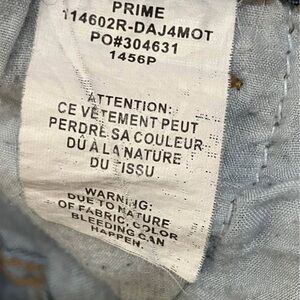 PRIME
114602R-DAJ4MOT
PO#304631
1456P
ATTENTION:
CE VÊTEMENT PEUT
PERDRE SA COULEUR
DÛ À LA NATURE
DU TISSU
WARNING:
DUE TO NATURE
OF FABRIC, COLOR
BLEEDING CAN
HAPPEN.